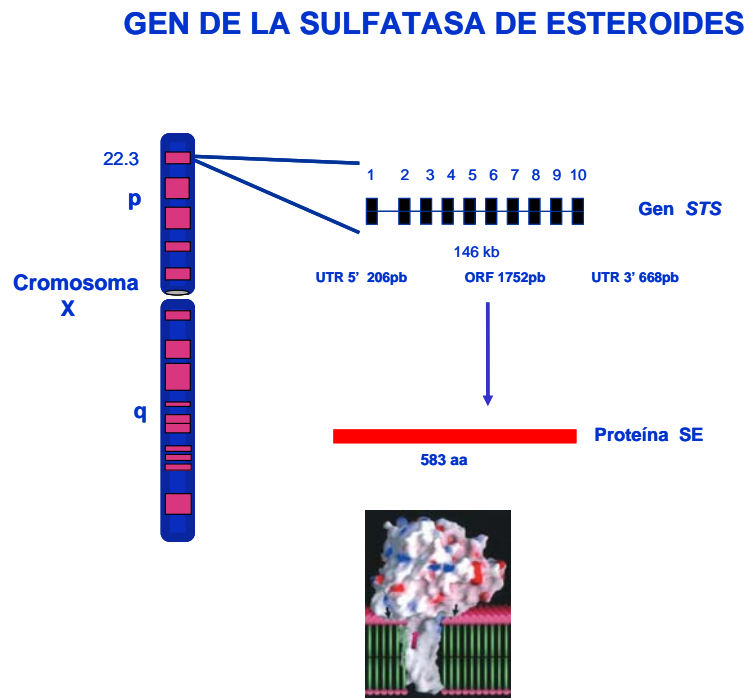 GEN DE LA SULFATASA DE ESTEROIDES
22.3
p
Cromosoma
X
q
1 2 3 4 5 6 7 8 9 10
Gen STS
146 kb
UTR 5’ 206pb ORF 1752pb UTR 3’ 668pb
Proteína SE
583 aa